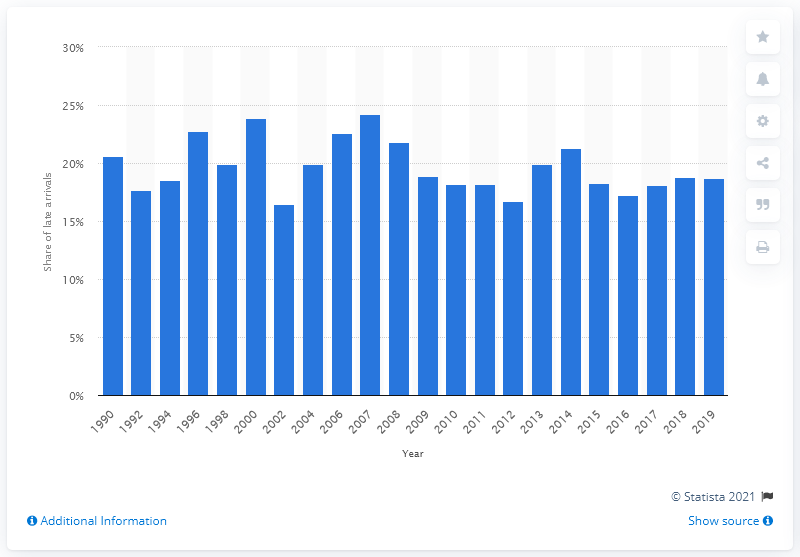 30%
25%
20%
15%
10%
5%
0%
Share of late arrivals
1990 1992 1994 1996 1998 2000 2002 2004 2006 2007 2008 2009 2010 2011 2012 2013 2014 2015 2016 2017 2018 2019
Year
© Statista 2021
Additional Information
Show source